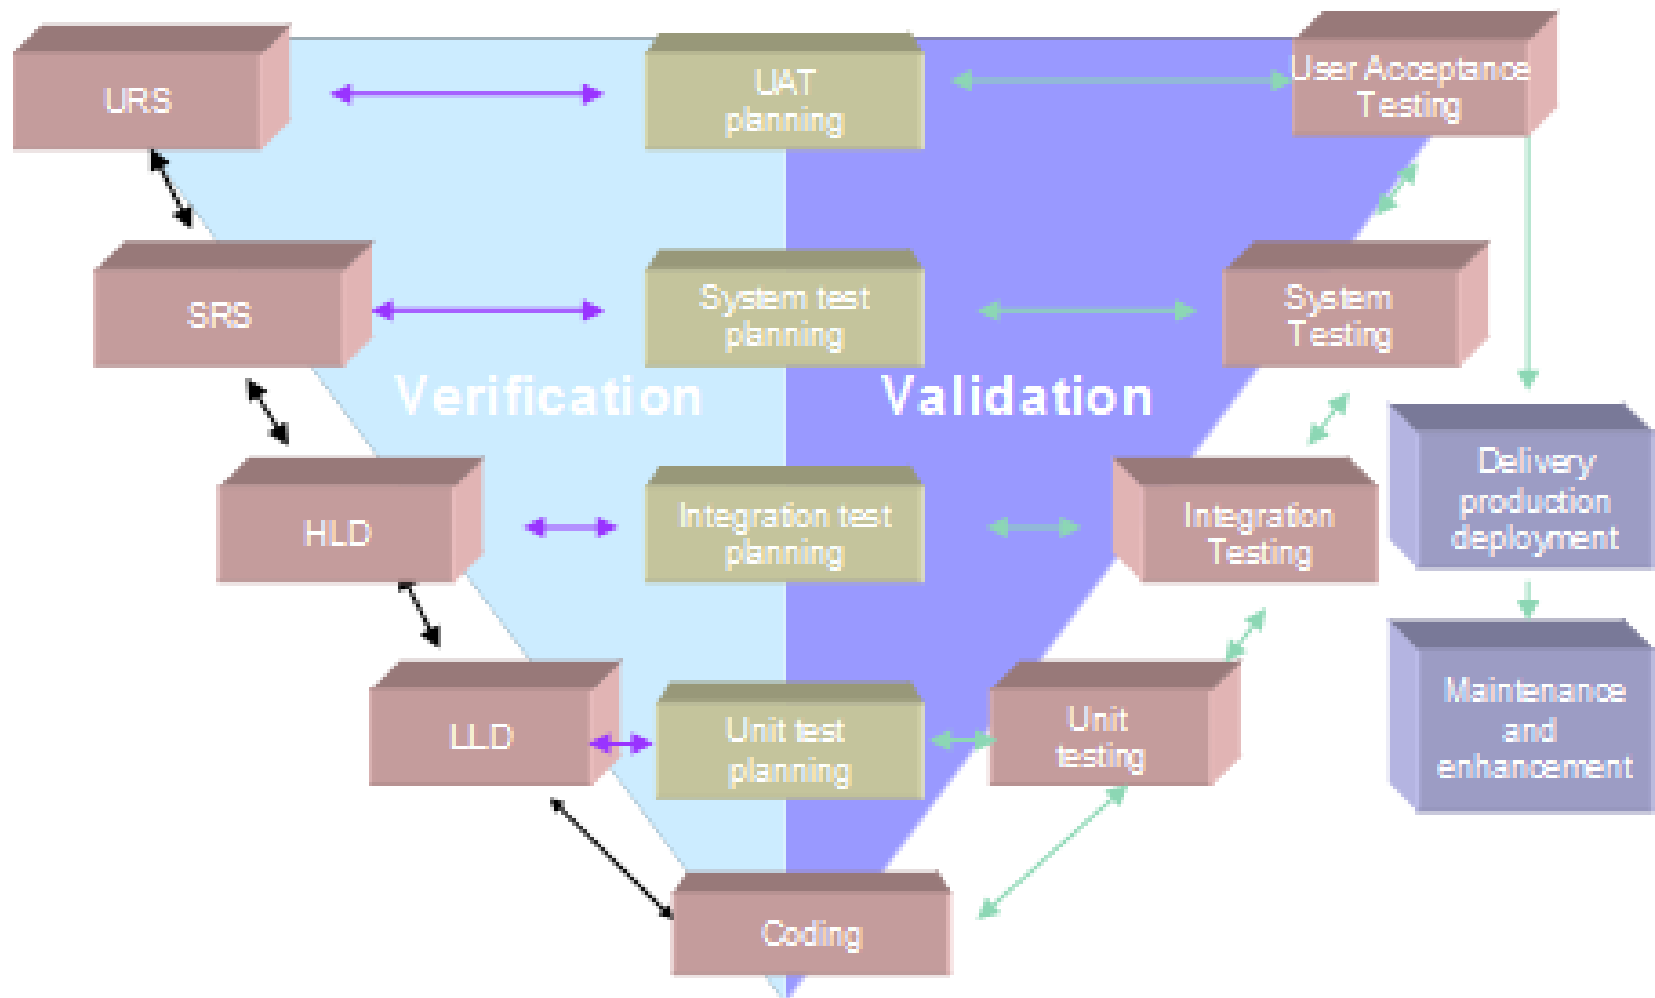 URS
UAT
planning
User Acceptance
Testing
SRS
System test
planning
System
Testing
Verification
Validation
HLD
Integration test
planning
Integration
Testing
Delivery
production
deployment
LLD
Unit test
planning
Unit
testing
Maintenance
and
enhancement
Coding